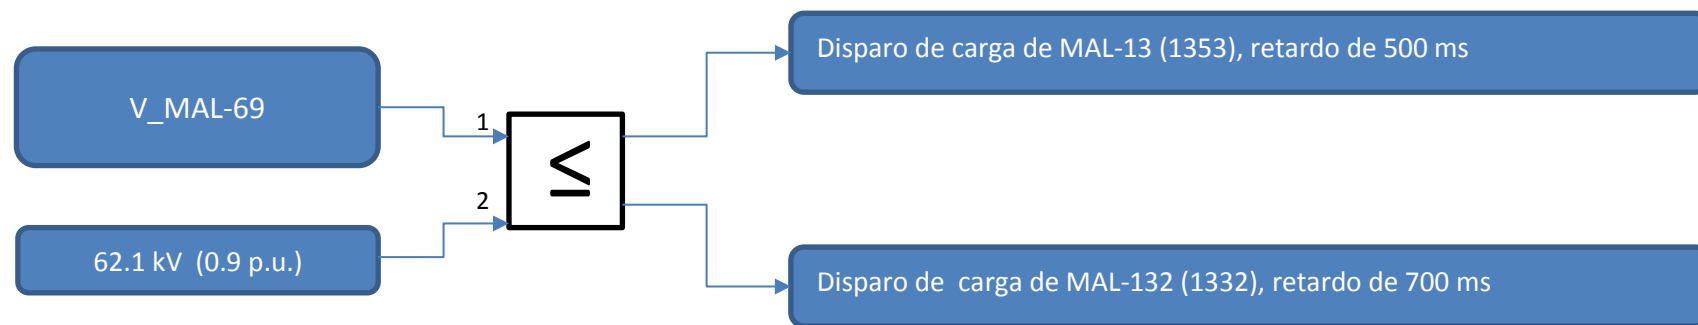 Disparo de carga de MAL-13 (1353), retardo de 500 ms
V_MAL-69
1
≤
2
62.1 kV  (0.9 p.u.)
Disparo de  carga de MAL-132 (1332), retardo de 700 ms